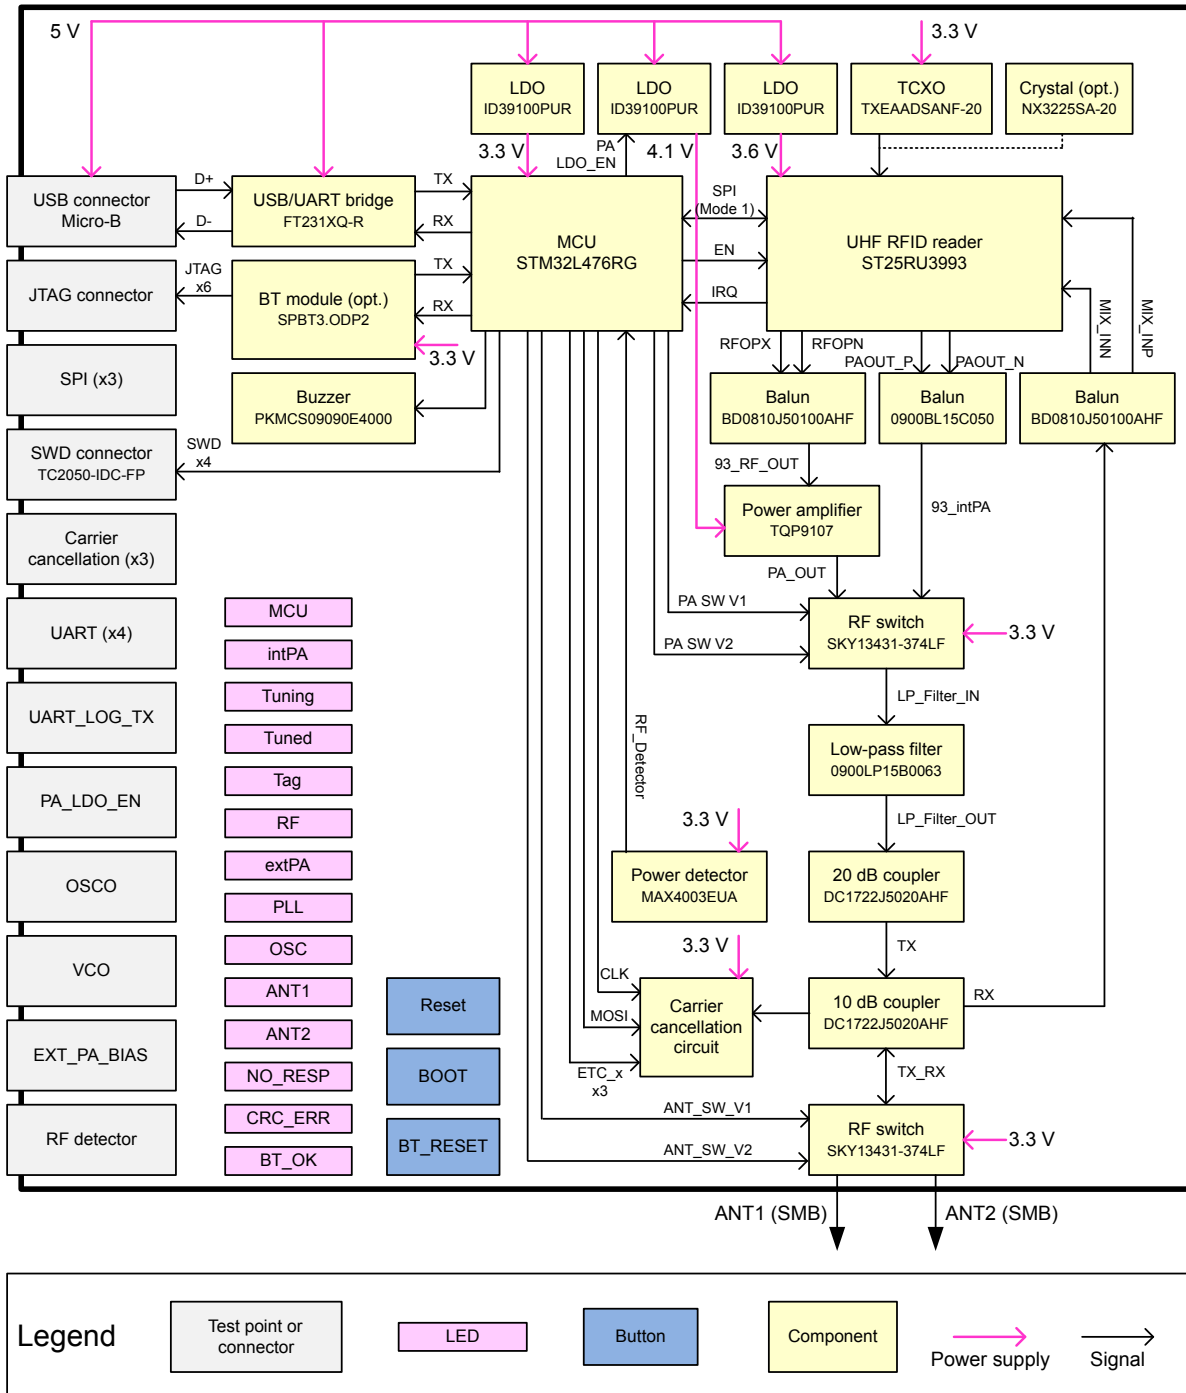 5 V
3.3 V
LDO
ID39100PUR
LDO
ID39100PUR
LDO
ID39100PUR
TCXO
TXEAADSANF-20
Crystal (opt.)
NX3225SA-20
3.3 V
PA
LDO_EN
4.1 V
3.6 V
USB connector
Micro-B
D+
D-
USB/UART bridge
FT231XQ-R
TX
RX
MCU
STM32L476RG
SPI
(Mode 1)
EN
IRQ
UHF RFID reader
ST25RU3993
JTAG connector
JTAG
x6
BT module (opt.)
SPBT3.ODP2
TX
RX
3.3 V
RFOPX
RFOPN
PAOUT_P
PAOUT_N
MIX_INN
MIX_INP
SPI (x3)
Buzzer
PKMCS09090E4000
Balun
BD0810J50100AHF
Balun
0900BL15C050
Balun
BD0810J50100AHF
SWD connector
TC2050-IDC-FP
SWD
x4
93_RF_OUT
93_intPA
Carrier
cancellation (x3)
Power amplifier
TQP9107
PA_OUT
UART (x4)
MCU
intPA
PA SW V1
PA SW V2
RF switch
SKY13431-374LF
3.3 V
UART_LOG_TX
Tuning
Tuned
RF_Detector
LP_Filter_IN
Low-pass filter
0900LP15B0063
PA_LDO_EN
Tag
RF
3.3 V
LP_Filter_OUT
OSCO
extPA
PLL
Power detector
MAX4003EUA
20 dB coupler
DC1722J5020AHF
VCO
OSC
ANT1
Reset
3.3 V
CLK
MOSI
ETC_x
x3
Carrier
cancellation
circuit
TX
10 dB coupler
DC1722J5020AHF
RX
EXT_PA_BIAS
ANT2
NO_RESP
BOOT
TX_RX
RF detector
CRC_ERR
BT_OK
BT_RESET
ANT_SW_V1
ANT_SW_V2
RF switch
SKY13431-374LF
3.3 V
ANT1 (SMB)
ANT2 (SMB)
Legend
Test point or
connector
LED
Button
Component
Power supply
Signal